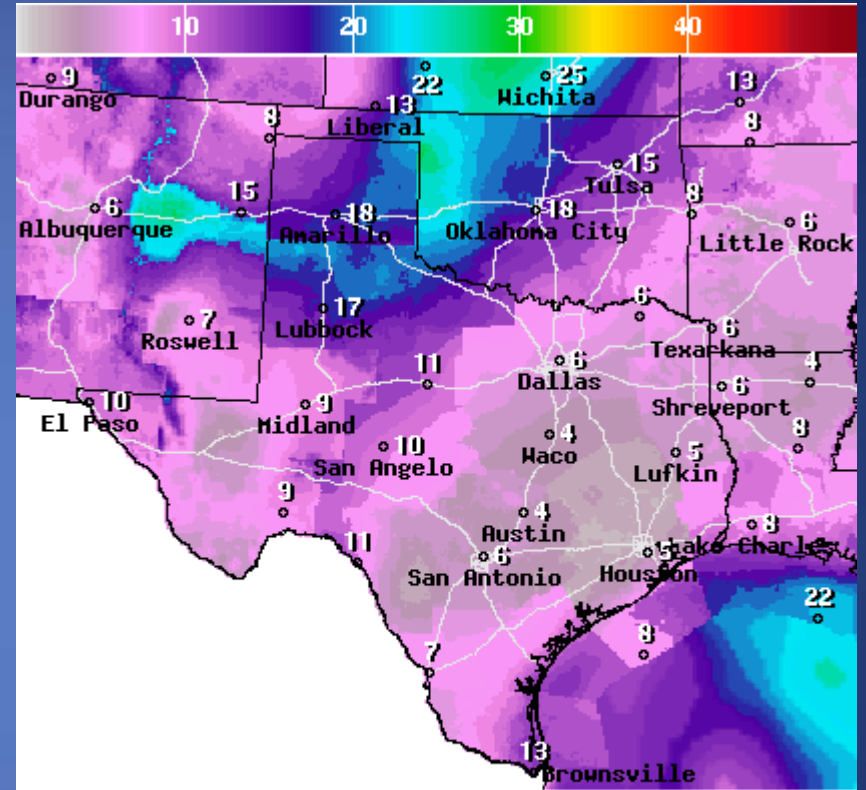 10 20 30 40
9
Durango
22
25
Wichita
13
Liberal
13
8
8
15
Tulsa
6
Albuquerque
15
18
Amarillo
18
Oklahoma City
8
6
Little Rock
7
Roswell
17
Lubbock
6
6
Texarkana
11
6
Dallas
6
Shreveport
4
10
El Paso
9
Midland
10
San Angelo
4
Waco
5
Lufkin
8
9
4
Austin
8
Lake Charl
11
6
San Antonio
5
Houston
22
7
8
13
Brownsville